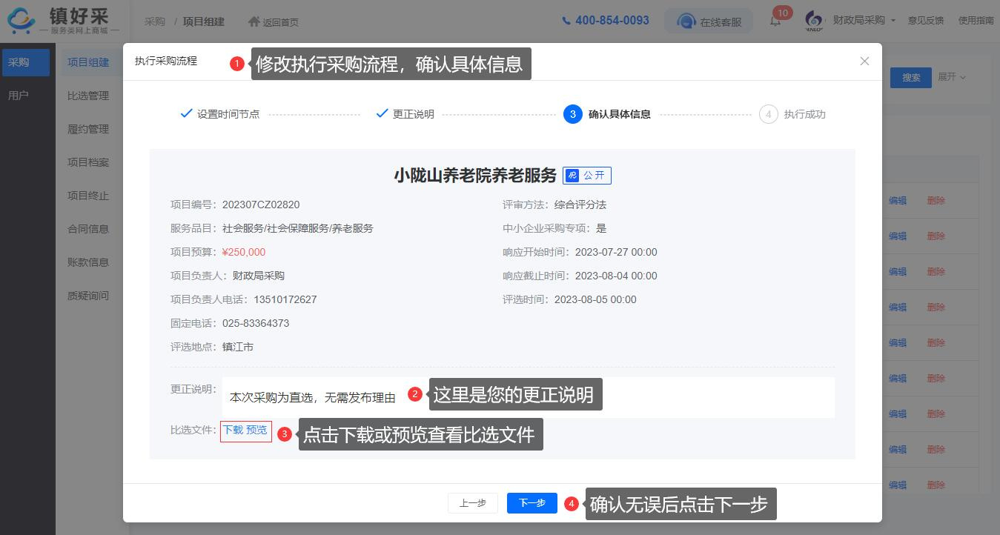 镇好采
服务类网上商城
采购 / 项目组建
返回首页
400-854-0093
在线客服
10
财政局采购
意见反馈
使用指南
采购
用户
项目组建
比选管理
履约管理
项目档案
项目终止
合同信息
账款信息
质疑询问
搜索
展开
执行采购流程
1 修改执行采购流程，确认具体信息
设置时间节点
更正说明
3 确认具体信息
4 执行成功
小陇山养老院养老服务 公开
项目编号：202307CZ02820
评审方法：综合评分法
服务品目：社会服务/社会保障服务/养老服务
中小企业采购专项：是
项目预算：¥250,000
响应开始时间：2023-07-27 00:00
项目负责人：财政局采购
响应截止时间：2023-08-04 00:00
项目负责人电话：13510172627
评选时间：2023-08-05 00:00
固定电话：025-83364373
评选地点：镇江市
更正说明：
本次采购为直选，无需发布理由
2 这里是您的更正说明
比选文件：下载 预览
3 点击下载或预览查看比选文件
上一步
下一步
4 确认无误后点击下一步
编辑 删除
编辑 删除
编辑 删除
编辑 删除
编辑 删除
编辑 删除
编辑 删除
编辑 删除
编辑 删除